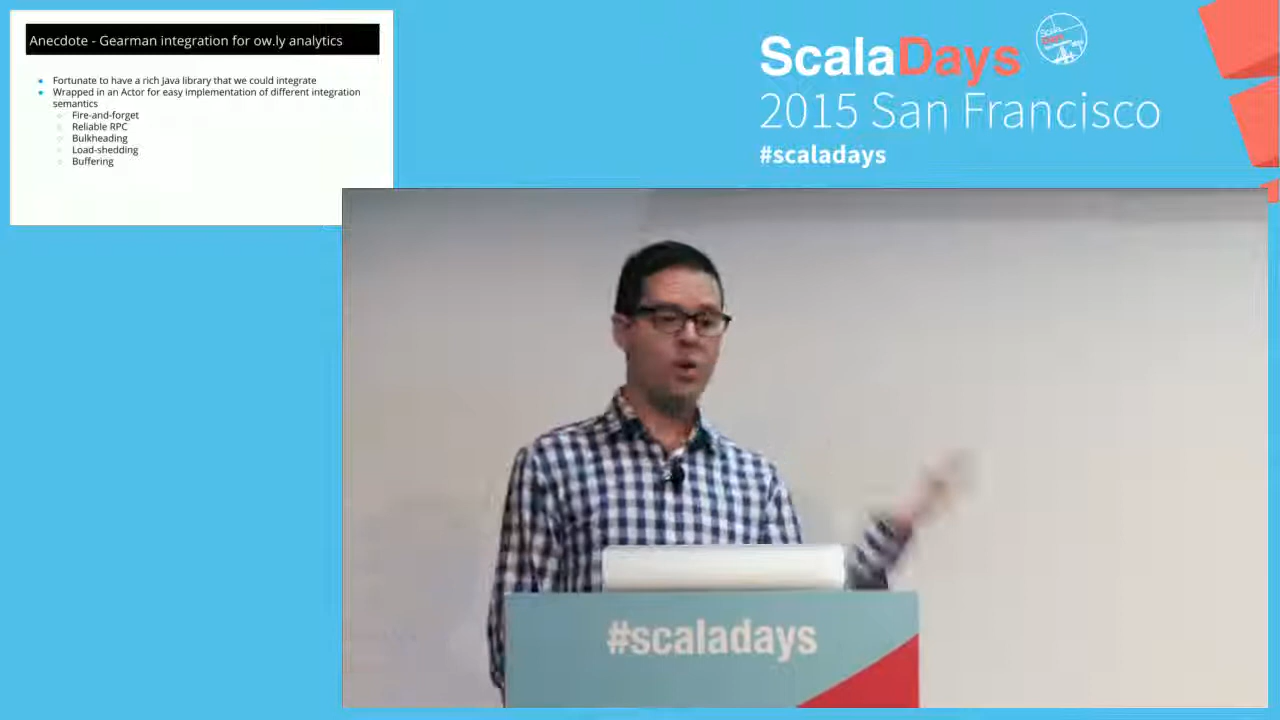 Anecdote - Gearman integration for ow.ly analytics
Fortunate to have a rich Java library that we could integrate
Wrapped in an Actor for easy implementation of different integration
semantics
Fire-and-forget
Reliable RPC
Bulkheading
Load-shedding
Buffering
ScalaDays
2015 San Francisco
#scaladays
#scaladays